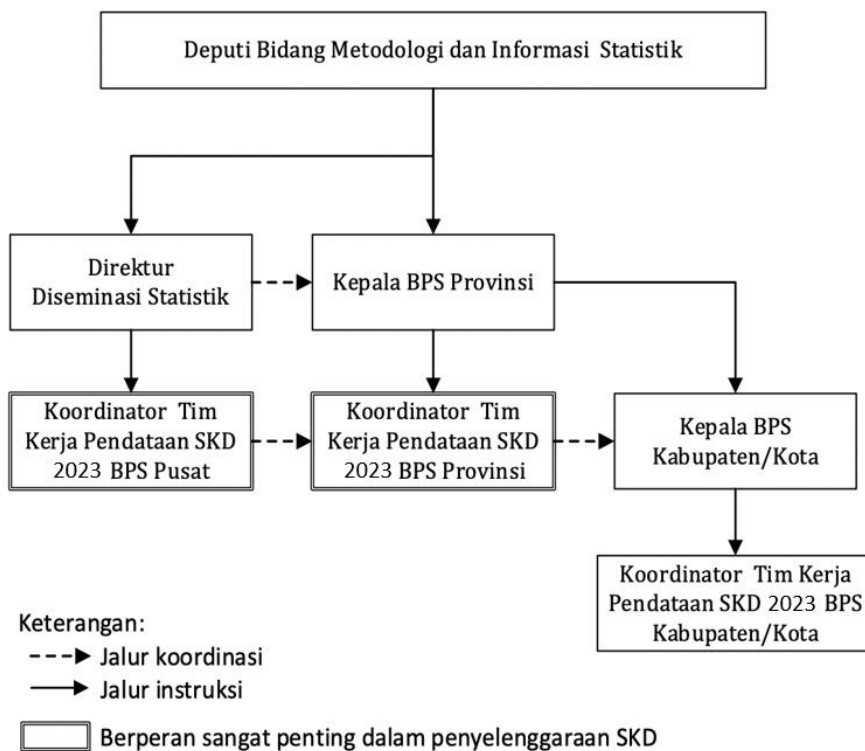 Deputi Bidang Metodologi dan Informasi Statistik
Direktur
Diseminasi Statistik
Kepala BPS Provinsi
Koordinator Tim
Kerja Pendataan SKD
2023 BPS Pusat
Koordinator Tim
Kerja Pendataan SKD
2023 BPS Provinsi
Kepala BPS
Kabupaten/Kota
Koordinator Tim Kerja
Pendataan SKD 2023 BPS
Kabupaten/Kota
Keterangan:
Jalur koordinasi
Jalur instruksi
Berperan sangat penting dalam penyelenggaraan SKD